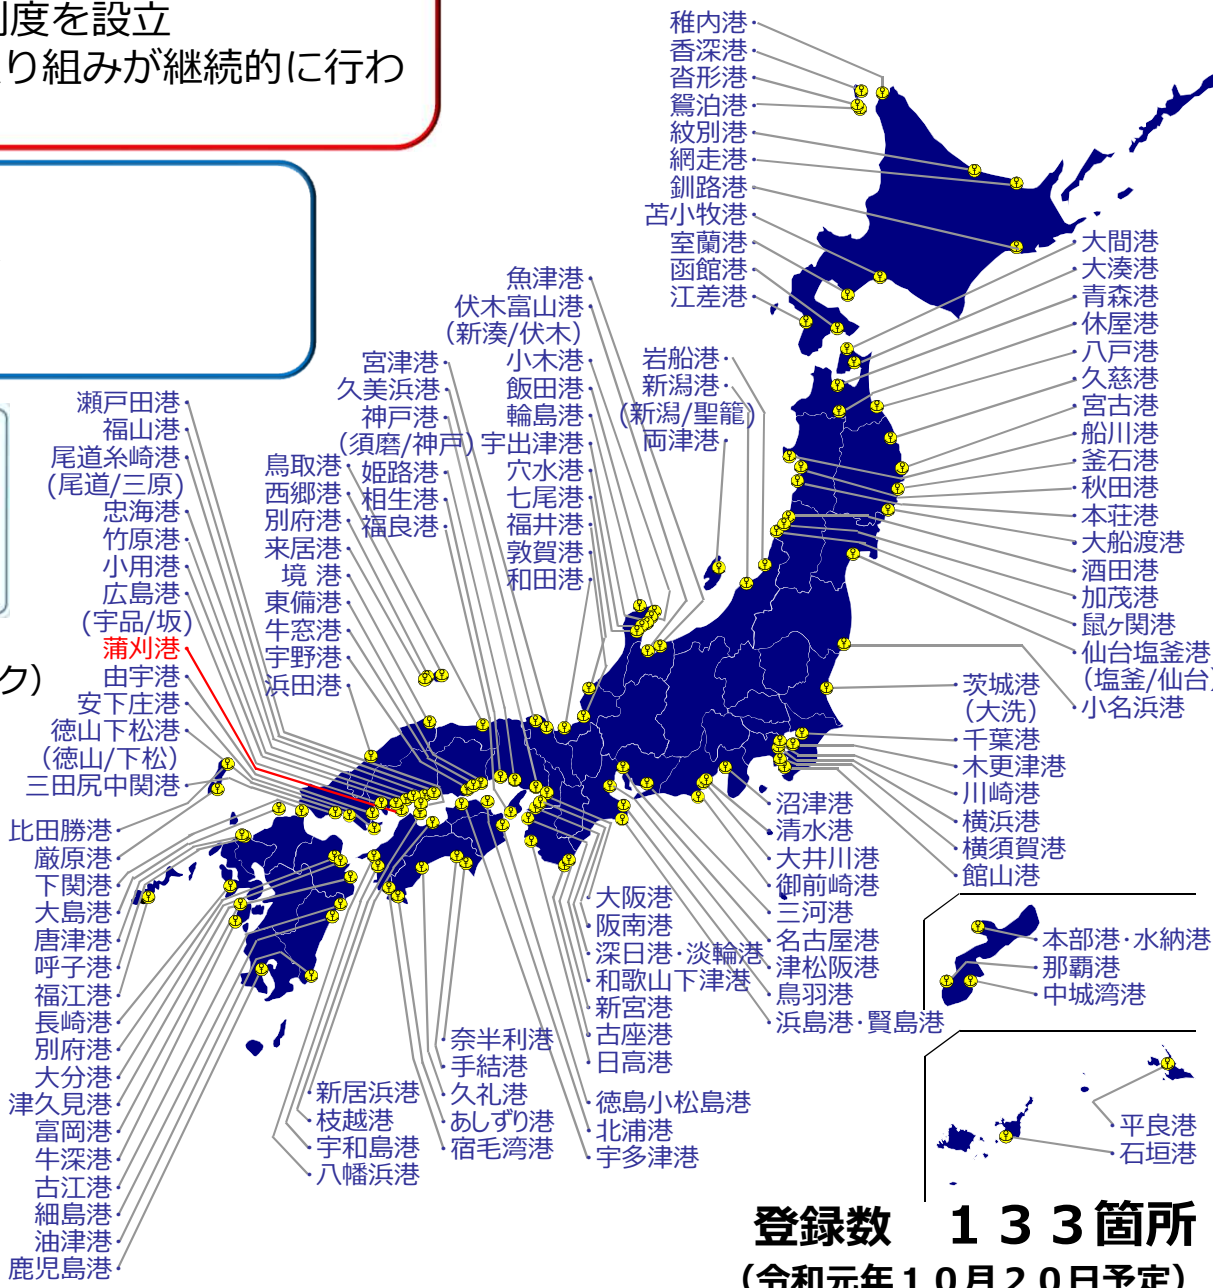 制度を設立
り組みが継続的に行わ
ク）
稚内港
香深港
沓形港
鴛泊港
紋別港
網走港
釧路港
苫小牧港
室蘭港
函館港
江差港
大間港
大湊港
青森港
休屋港
八戸港
久慈港
宮古港
船川港
釜石港
秋田港
本荘港
大船渡港
酒田港
加茂港
鼠ヶ関港
仙台塩釜港
(塩釜/仙台)
小名浜港
魚津港
伏木富山港
(新湊/伏木)
小木港
飯田港
輪島港
宇出津港
穴水港
七尾港
福井港
敦賀港
和田港
岩船港
新潟港
(新潟/聖籠)
両津港
宮津港
久美浜港
神戸港
(須磨/神戸)
姫路港
相生港
福良港
鳥取港
西郷港
別府港
来居港
境 港
東備港
牛窓港
宇野港
浜田港
瀬戸田港
福山港
尾道糸崎港
(尾道/三原)
忠海港
竹原港
小用港
広島港
(宇品/坂)
蒲刈港
由宇港
安下庄港
徳山下松港
(徳山/下松)
三田尻中関港
比田勝港
厳原港
下関港
大島港
唐津港
呼子港
福江港
長崎港
別府港
大分港
津久見港
富岡港
牛深港
古江港
細島港
油津港
鹿児島港
新居浜港
枝越港
宇和島港
八幡浜港
奈半利港
手結港
久礼港
あしずり港
宿毛湾港
徳島小松島港
北浦港
宇多津港
大阪港
阪南港
深日港・淡輪港
和歌山下津港
新宮港
古座港
日高港
茨城港
(大洗)
千葉港
木更津港
川崎港
横浜港
横須賀港
館山港
沼津港
清水港
大井川港
御前崎港
三河港
名古屋港
津松阪港
鳥羽港
浜島港・賢島港
本部港・水納港
那覇港
中城湾港
平良港
石垣港
登録数　１３３箇所
（令和元年１０月２０日予定）